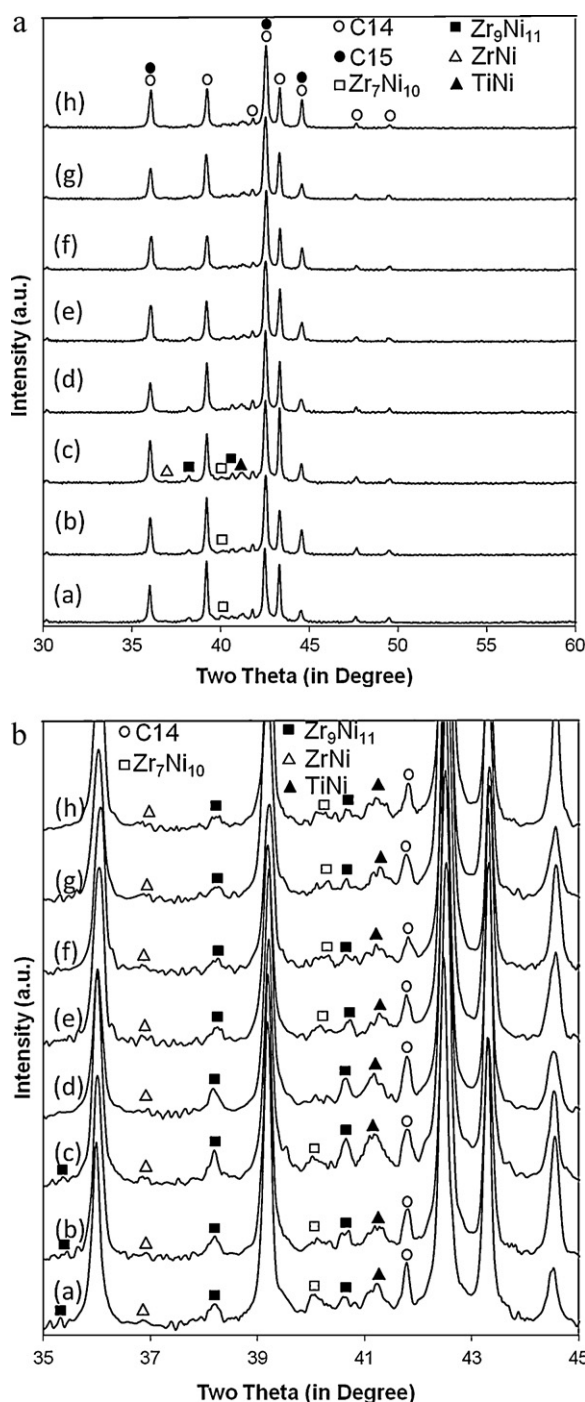 a
C14
Zr9Ni11
C15
ZrNi
Zr7Ni10
TiNi
(h)
(g)
(f)
(e)
(d)
(c)
(b)
(a)
Intensity (a.u.)
30 35 40 45 50 55 60
Two Theta (in Degree)
b
C14
Zr9Ni11
Zr7Ni10
ZrNi
TiNi
(h)
(g)
(f)
(e)
(d)
(c)
(b)
(a)
Intensity (a.u.)
35 37 39 41 43 45
Two Theta (in Degree)